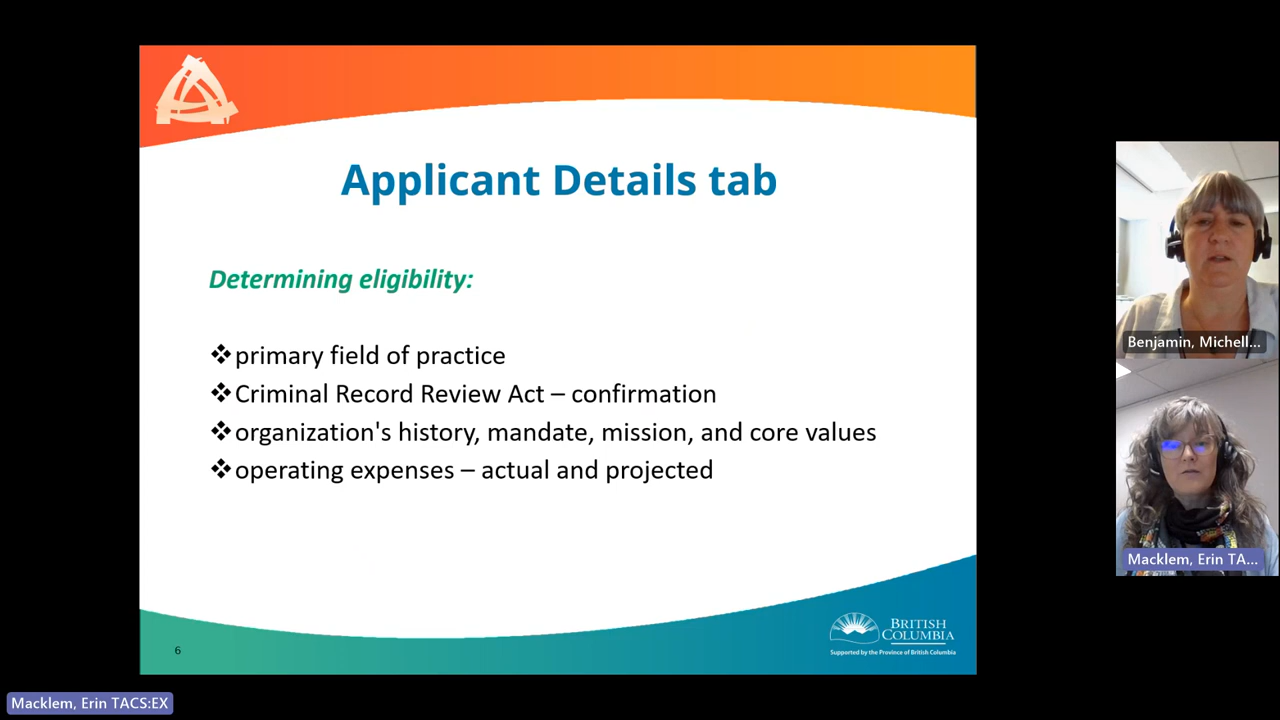 Applicant Details tab
Determining eligibility:
❖primary field of practice
❖Criminal Record Review Act – confirmation
❖organization's history, mandate, mission, and core values
❖operating expenses – actual and projected
6
BRITISH
COLUMBIA
Supported by the Province of British Columbia
Benjamin, Michell...
Macklem, Erin TA...
Macklem, Erin TACS:EX